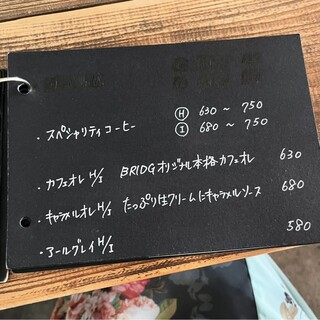 ・スペシャリティコーヒー Ⓗ 630 ～ 750
Ⓘ 680 ～ 750
・カフェオレ H/I BRIDGオリジナル本格カフェオレ 630
・キャラメルオレ H/I たっぷり生クリームにキャラメルソース 680
・アールグレイ H/I 580